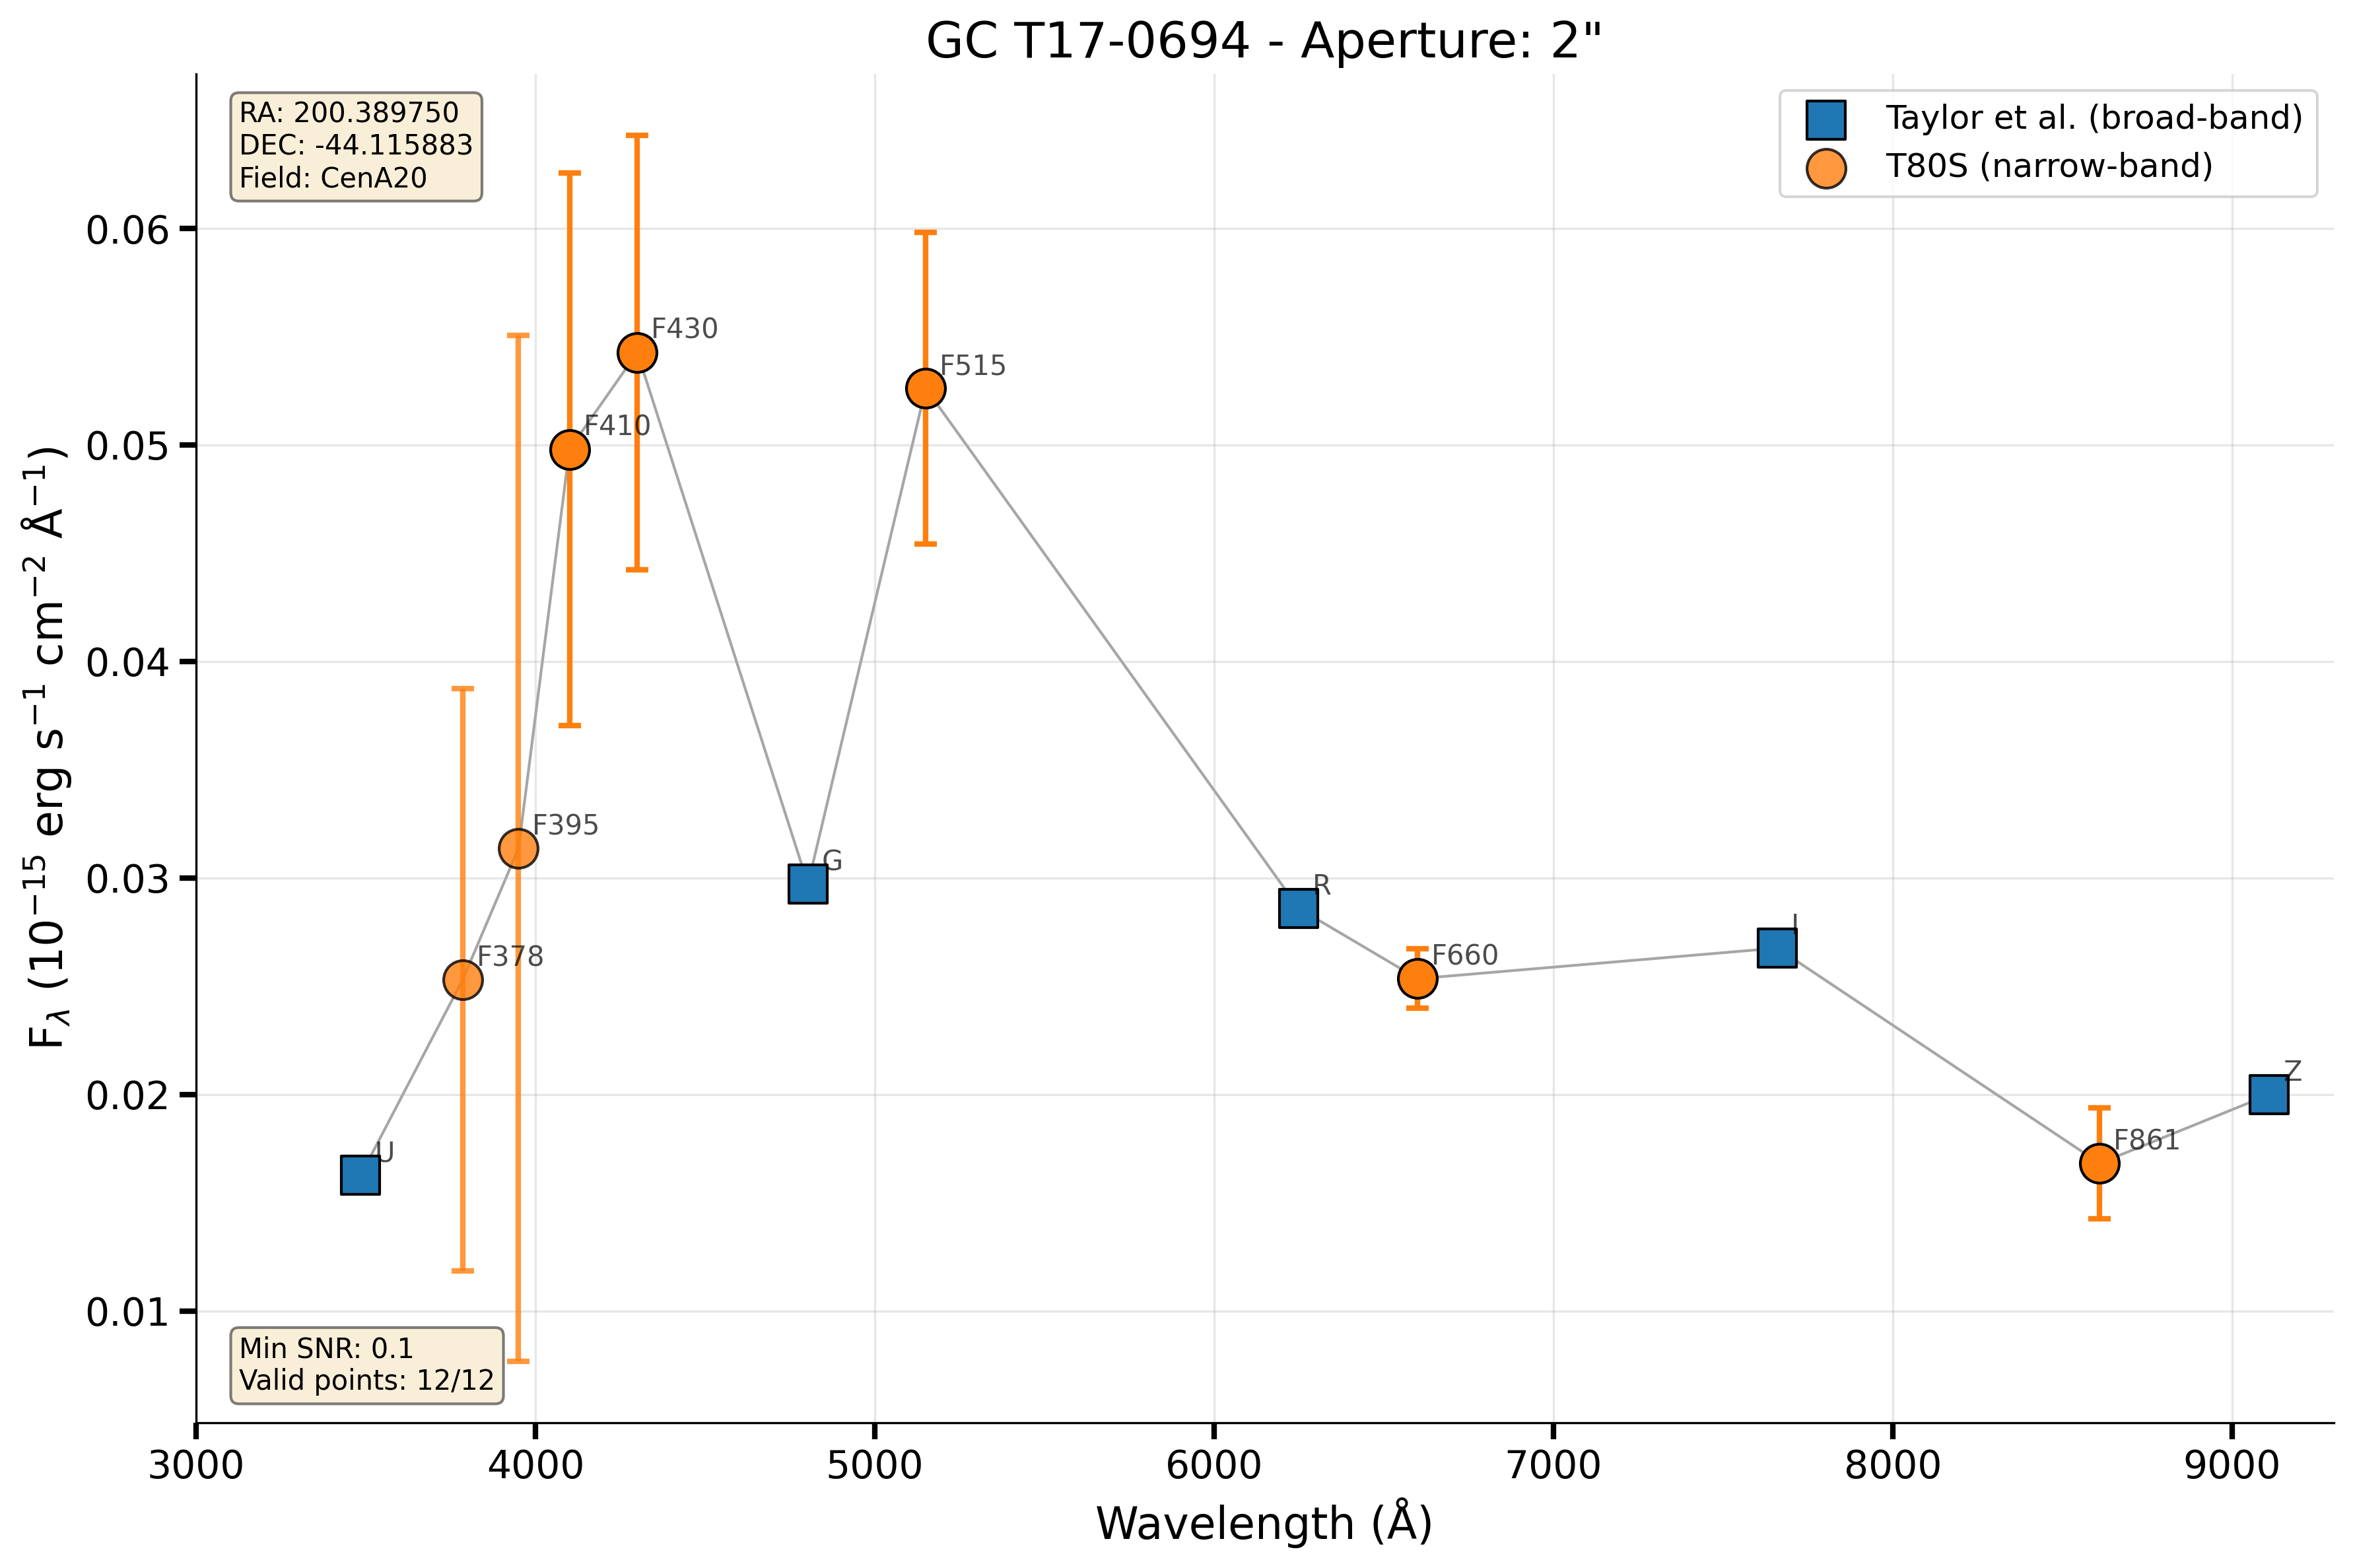 GC T17-0694 - Aperture: 2"
RA: 200.389750
DEC: -44.115883
Field: CenA20
Taylor et al. (broad-band)
T80S (narrow-band)
F430
F515
F410
F395
G
R
F378
F660
I
Z
U
F861
Min SNR: 0.1
Valid points: 12/12
0.06
0.05
0.04
0.03
0.02
0.01
F_λ (10⁻¹⁵ erg s⁻¹ cm⁻² Å⁻¹)
3000 4000 5000 6000 7000 8000 9000
Wavelength (Å)